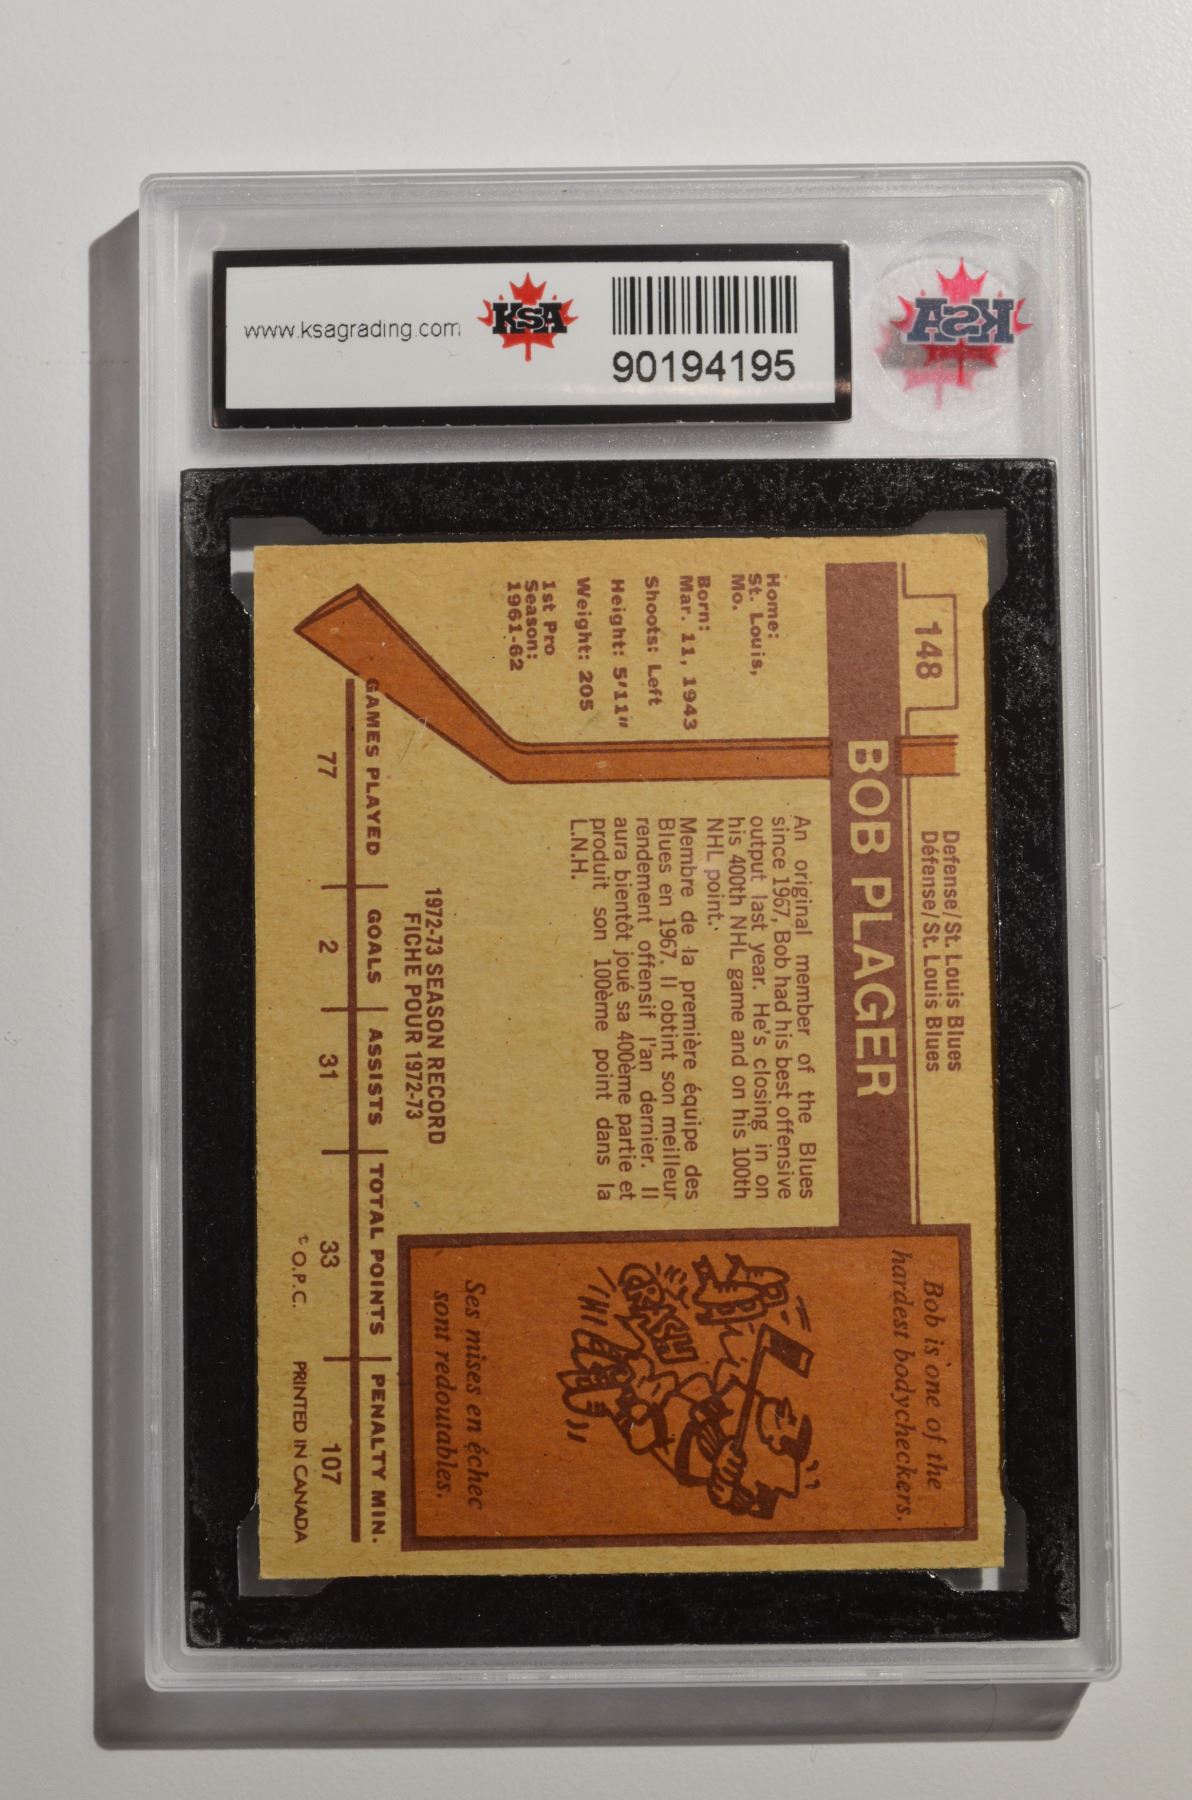 www.ksagrading.com
KSA
90194195
KSA
148
Defense/St. Louis Blues
Défense/St. Louis Blues
BOB PLAGER
Home:
St. Louis,
Mo.
Born:
Mar. 11, 1943
Shoots: Left
Height: 5'11"
Weight: 205
1st Pro
Season:
1961-62
An original member of the Blues
since 1967, Bob had his best offensive
output last year. He's closing in on
his 400th NHL game and on his 100th
NHL point.
Membre de la première équipe des
Blues en 1967. Il obtint son meilleur
rendement offensif l'an dernier. Il
aura bientôt joué sa 400ème partie et
produit son 100ème point dans la
L.N.H.
Bob is one of the
hardest bodycheckers.
CRASH
Ses mises en échec
sont redoutables.
1972-73 SEASON RECORD
FICHE POUR 1972-73
GAMES PLAYED GOALS ASSISTS TOTAL POINTS PENALTY MIN.
77 2 31 33 107
© O.P.C. PRINTED IN CANADA